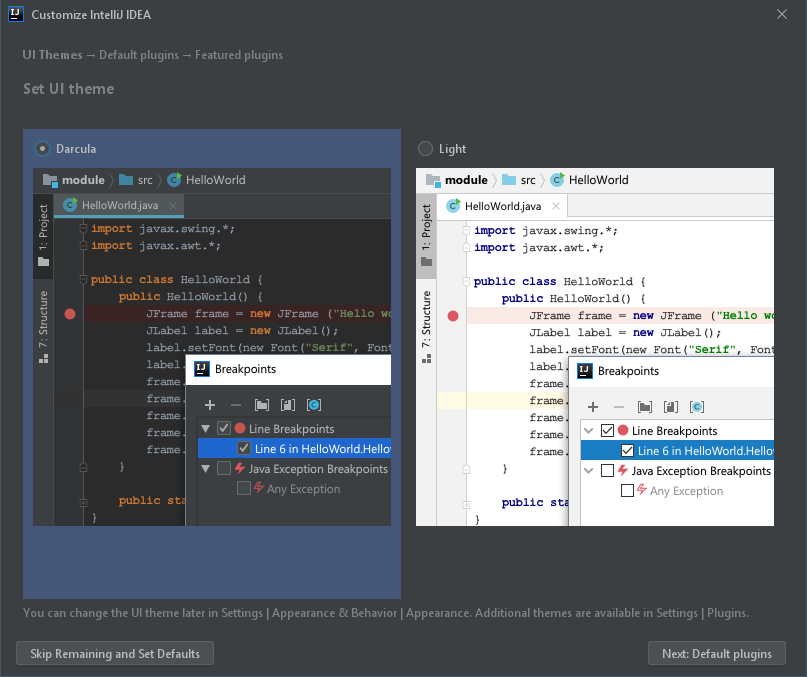 IJ Customize IntelliJ IDEA
UI Themes → Default plugins → Featured plugins
Set UI theme
Darcula
module src HelloWorld
HelloWorld.java
1: Project
7: Structure
import javax.swing.*;
import javax.awt.*;
public class HelloWorld {
public HelloWorld() {
JFrame frame = new JFrame ("Hello
JLabel label = new JLabel();
label.setFont(new Font("Serif", Font
label.
frame.
frame.
frame.
frame.
frame.
}
public sta
}
IJ Breakpoints
Line Breakpoints
Line 6 in HelloWorld.Hello
Java Exception Breakpoints
Any Exception
Light
module src HelloWorld
HelloWorld.java
1: Project
7: Structure
import javax.swing.*;
import javax.awt.*;
public class HelloWorld {
public HelloWorld() {
JFrame frame = new JFrame ("Hello
JLabel label = new JLabel();
label.setFont(new Font("Serif", Font
label.
frame.
frame.
frame.
frame.
frame.
}
public sta
}
IJ Breakpoints
Line Breakpoints
Line 6 in HelloWorld.Hello
Java Exception Breakpoints
Any Exception
You can change the UI theme later in Settings | Appearance & Behavior | Appearance. Additional themes are available in Settings | Plugins.
Skip Remaining and Set Defaults
Next: Default plugins